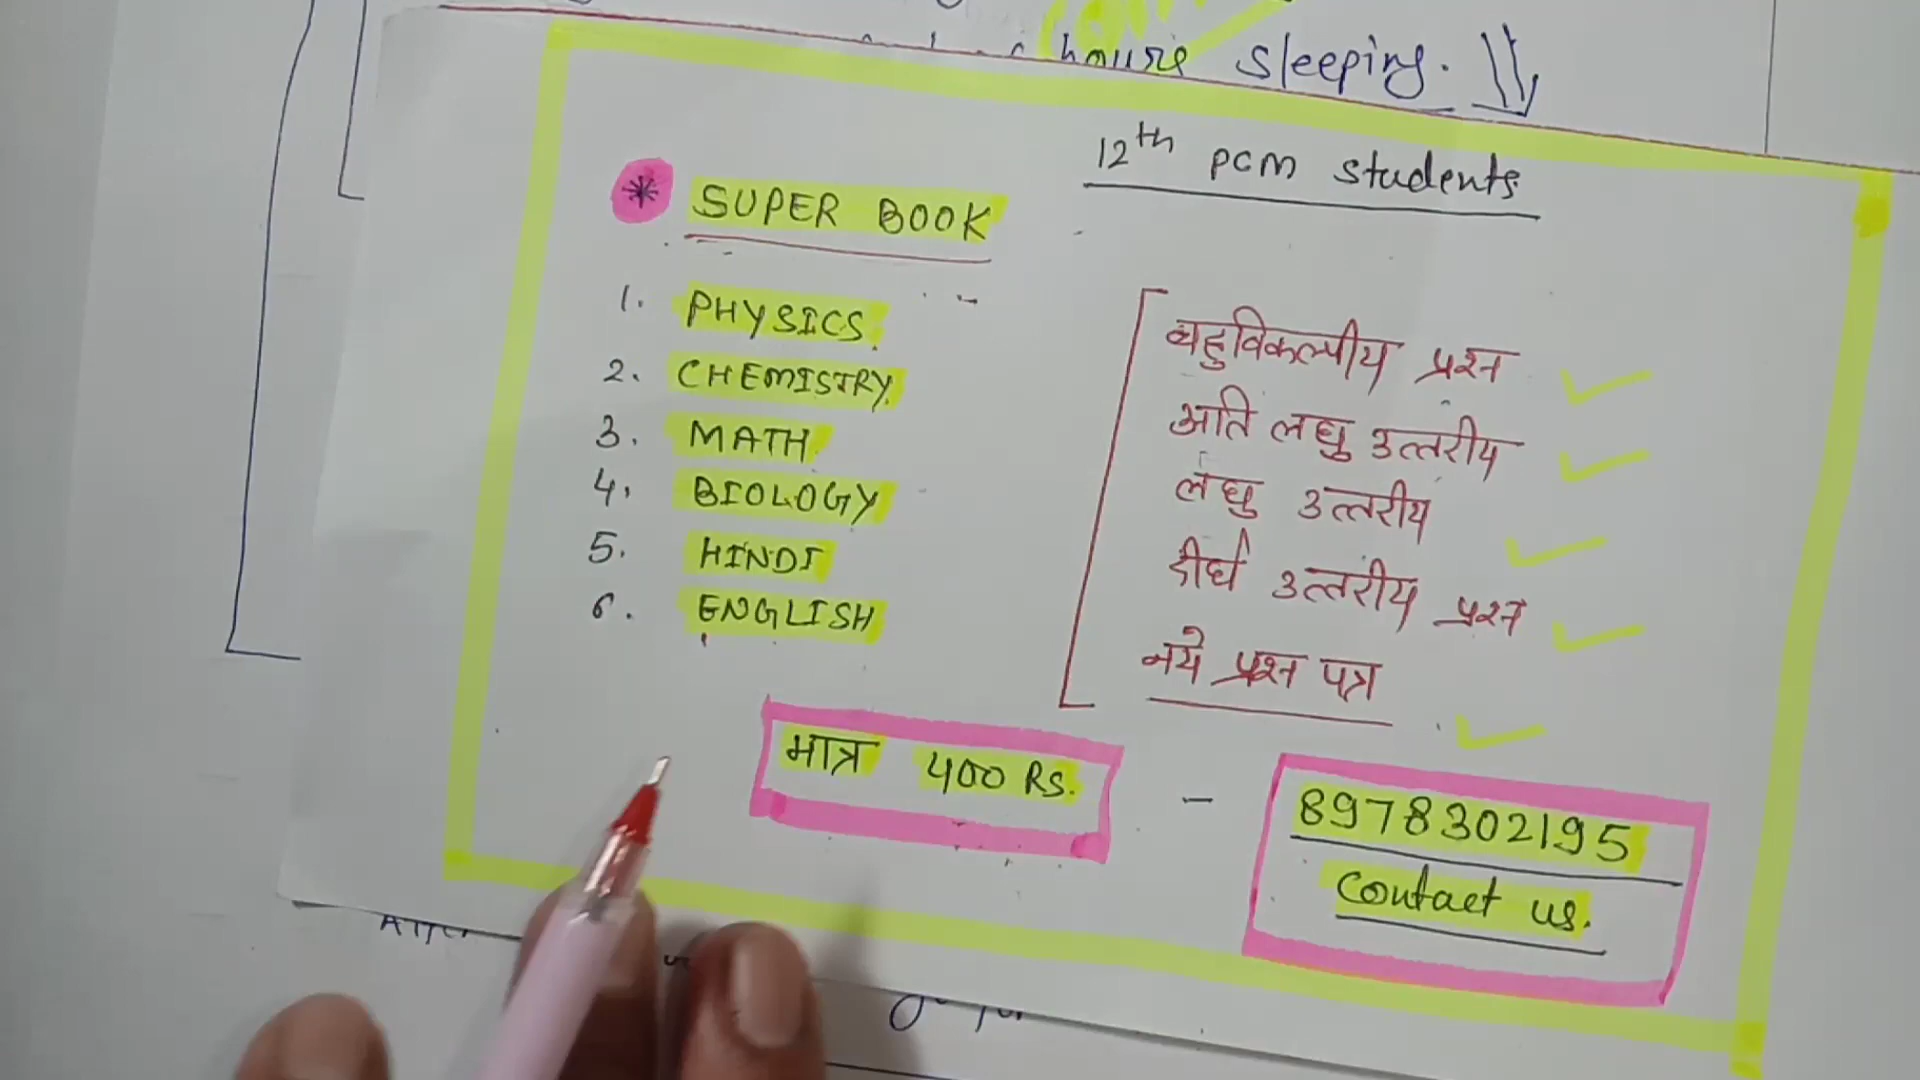 hours sleeping.
12th PCM students
* SUPER BOOK
1. PHYSICS.
2. CHEMISTRY.
3. MATH.
4. BIOLOGY
5. HINDI
6. ENGLISH
बहुविकल्पीय प्रश्न
अति लघु उत्तरीय
लघु उत्तरीय
दीर्घ उत्तरीय प्रश्न
नये प्रश्न पत्र
मात्र 400 RS. -
8978302195
Contact us.